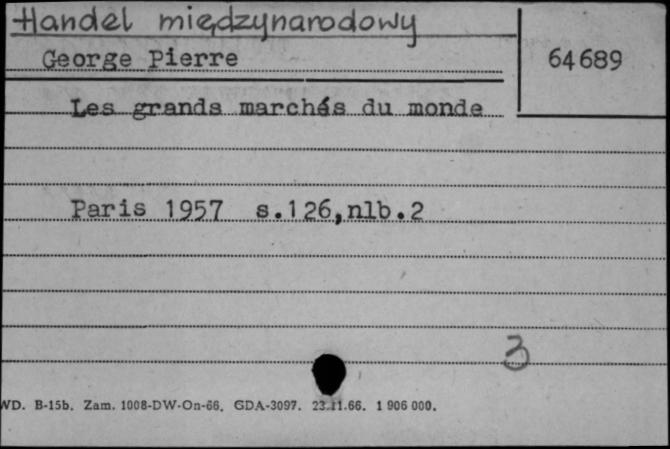 Handel międzynarodowy
George Pierre
64689
Les grands marchés du monde
Paris 1957 s.126,nlb.2
3
WD. B-15b. Zam. 1008-DW-On-66. GDA-3097. 23.11.66. 1 906 000.